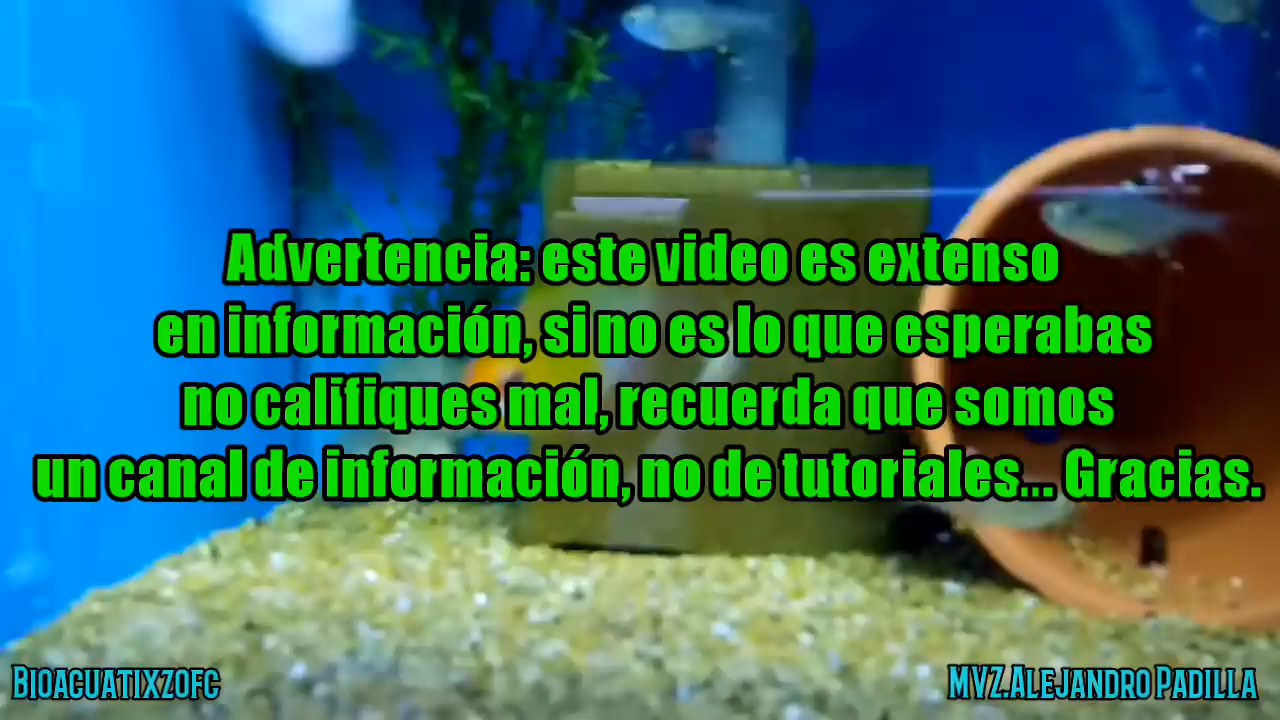 Advertencia: este video es extenso
en información, si no es lo que esperabas
no califiques mal, recuerda que somos
un canal de información, no de tutoriales... Gracias.
Bioacuatixzofc
MVZ.Alejandro Padilla